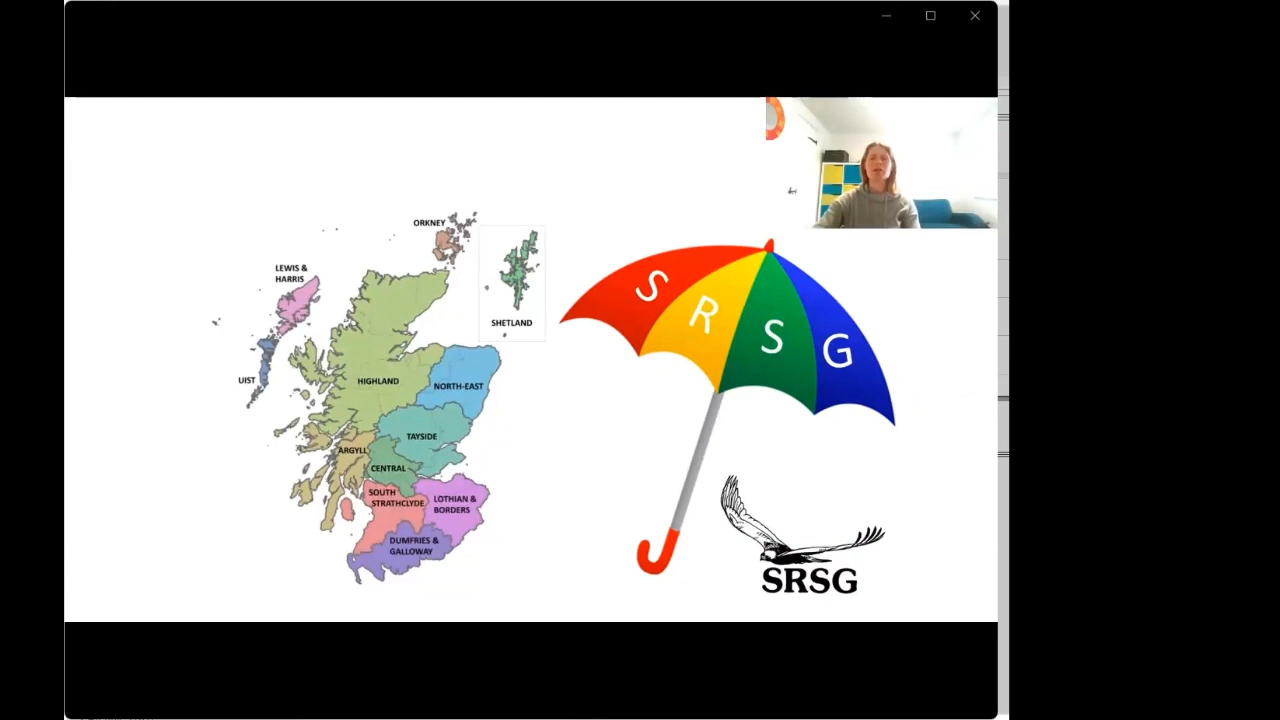 ORKNEY
LEWIS &
HARRIS
SHETLAND
UIST
HIGHLAND
NORTH-EAST
TAYSIDE
ARGYLL
CENTRAL
SOUTH
STRATHCLYDE
LOTHIAN &
BORDERS
DUMFRIES &
GALLOWAY
S R S G
SRSG